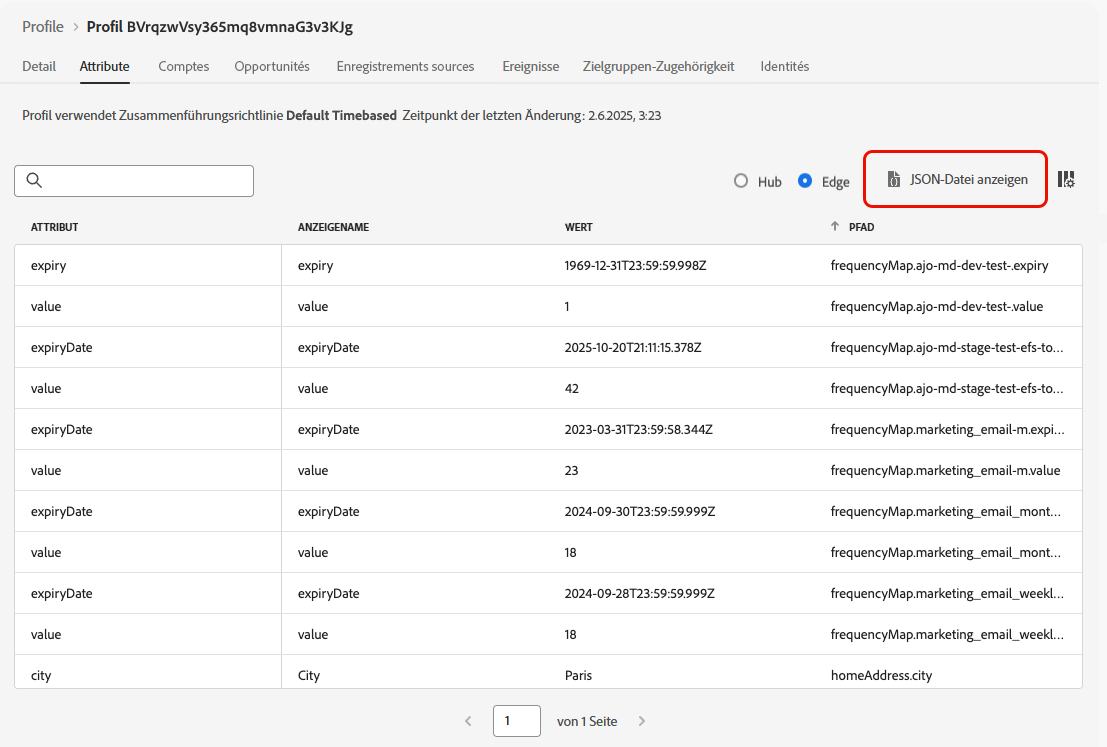 Profile > Profil BVrqzwVsy365mq8vmnaG3v3KJg
Detail Attribute Comptes Opportunités Enregistrements sources Ereignisse Zielgruppen-Zugehörigkeit Identités
Profil verwendet Zusammenführungsrichtlinie Default Timebased Zeitpunkt der letzten Änderung: 2.6.2025, 3:23
Hub Edge JSON-Datei anzeigen
ATTRIBUT ANZEIGENAME WERT ↑ PFAD
expiry expiry 1969-12-31T23:59:59.998Z frequencyMap.ajo-md-dev-test-.expiry
value value 1 frequencyMap.ajo-md-dev-test-.value
expiryDate expiryDate 2025-10-20T21:11:15.378Z frequencyMap.ajo-md-stage-test-efs-to...
value value 42 frequencyMap.ajo-md-stage-test-efs-to...
expiryDate expiryDate 2023-03-31T23:59:58.344Z frequencyMap.marketing_email-m.expi...
value value 23 frequencyMap.marketing_email-m.value
expiryDate expiryDate 2024-09-30T23:59:59.999Z frequencyMap.marketing_email_mont...
value value 18 frequencyMap.marketing_email_mont...
expiryDate expiryDate 2024-09-28T23:59:59.999Z frequencyMap.marketing_email_weekl...
value value 18 frequencyMap.marketing_email_weekl...
city City Paris homeAddress.city
< 1 von 1 Seite >